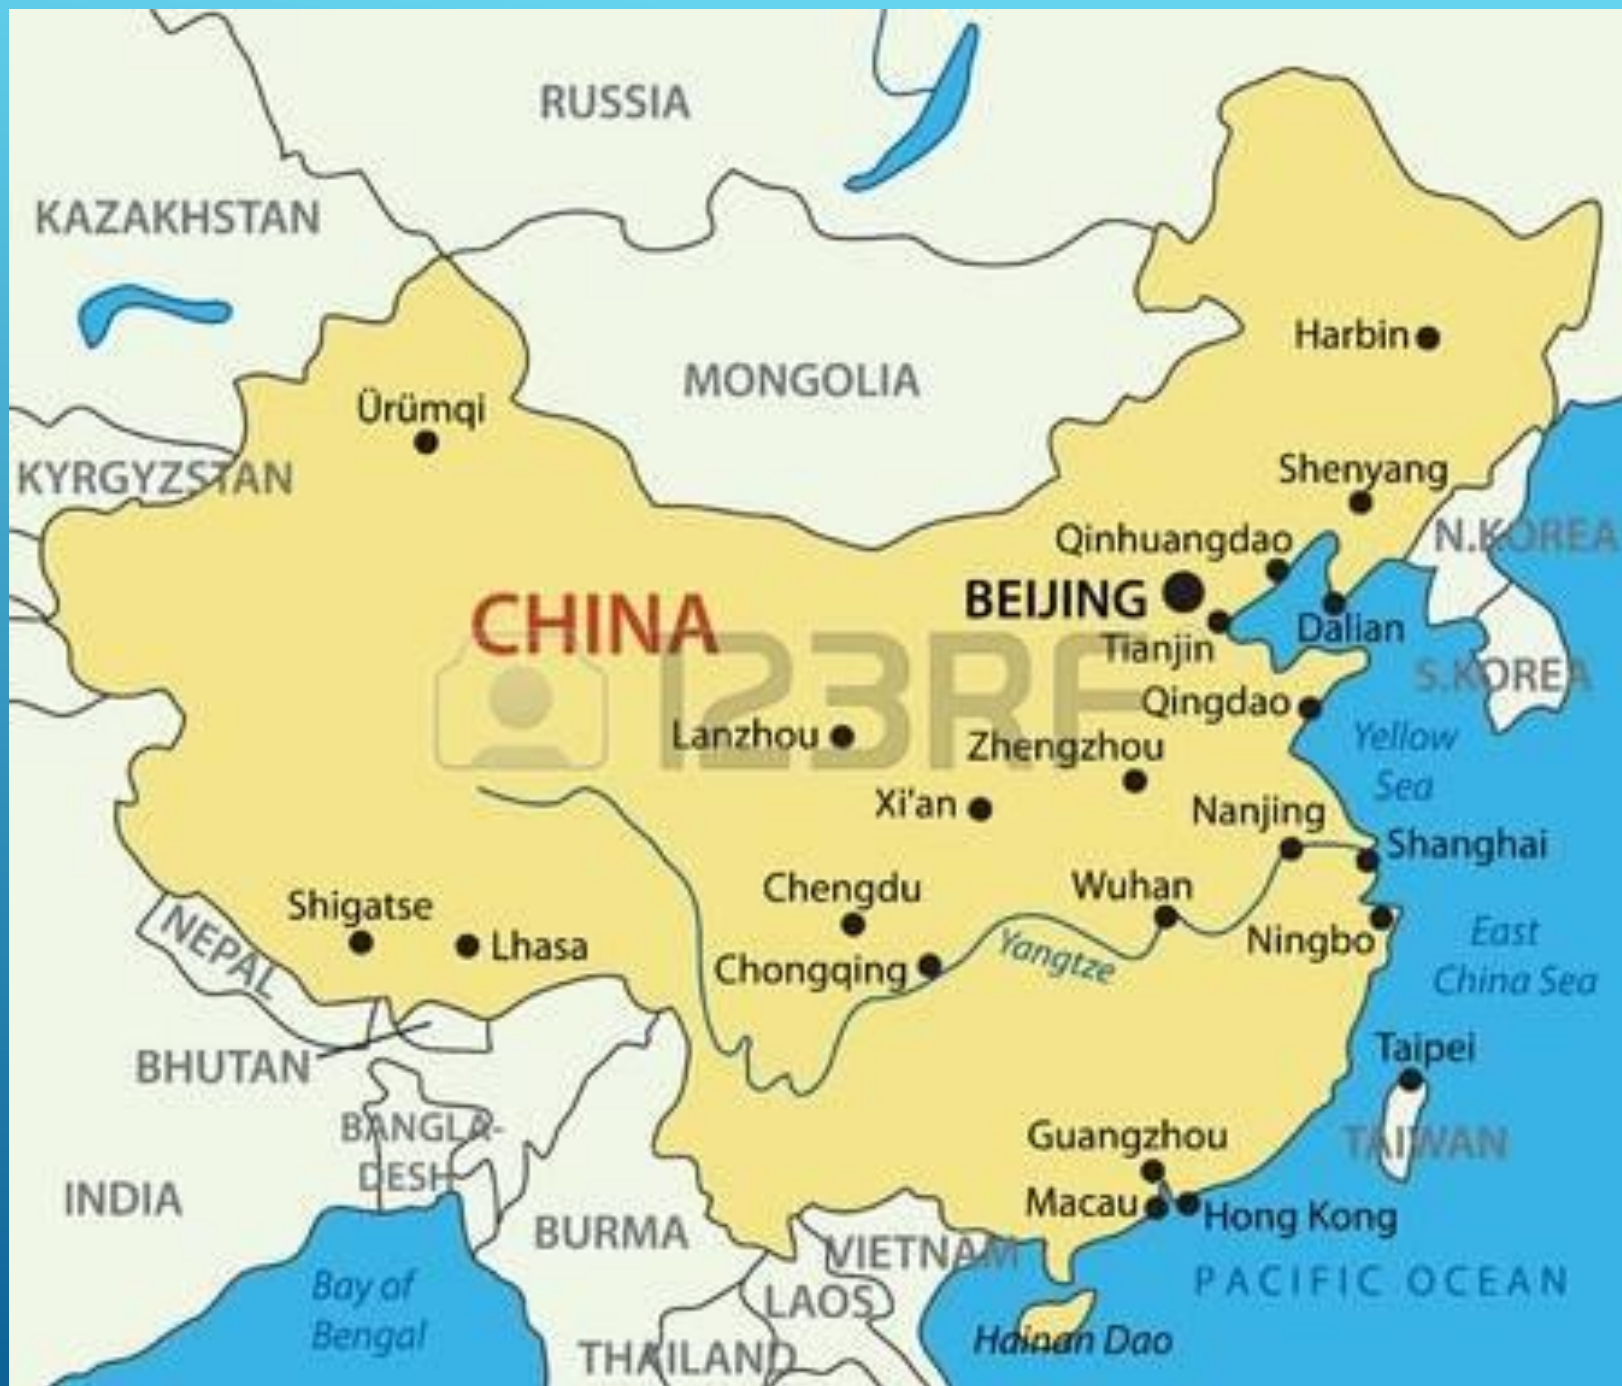 RUSSIA
KAZAKHSTAN
MONGOLIA
Harbin
Ürümqi
KYRGYZSTAN
Shenyang
Qinhuangdao
N.KOREA
BEIJING
CHINA
Dalian
Tianjin
123RF
S.KOREA
Qingdao
Lanzhou
Zhengzhou
Yellow
Sea
Xi'an
Nanjing
Shanghai
Chengdu
Wuhan
Shigatse
Lhasa
NEPAL
Ningbo
East
China Sea
Chongqing
Yangtze
Taipei
BHUTAN
BANGLA-
DESH
Guangzhou
TAIWAN
INDIA
Macau
Hong Kong
BURMA
VIETNAM
PACIFIC OCEAN
Bay of
Bengal
LAOS
Hainan Dao
THAILAND